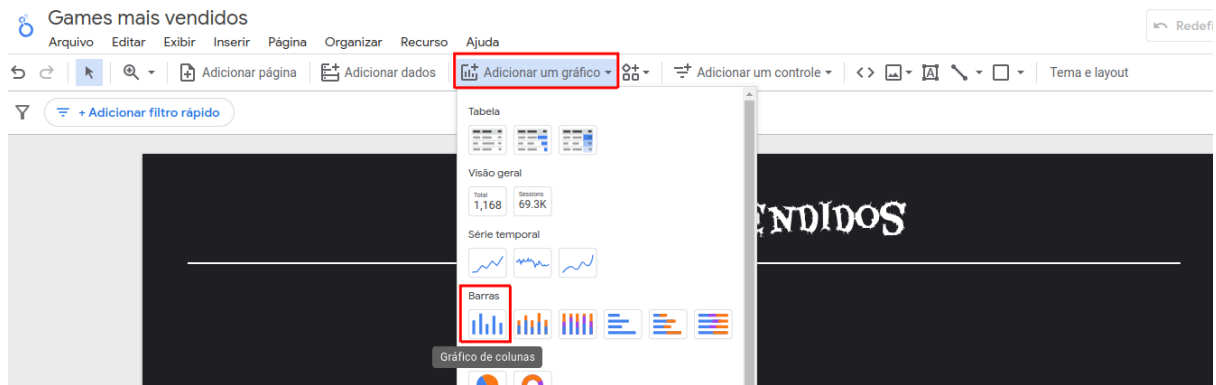 Games mais vendidos
Redefi
Arquivo Editar Exibir Inserir Página Organizar Recurso Ajuda
Adicionar página Adicionar dados Adicionar um gráfico Adicionar um controle Tema e layout
+ Adicionar filtro rápido
Tabela
Visão geral
Total
1,168
Sessions
69.3K
ENDIDOS
Série temporal
Barras
Gráfico de colunas